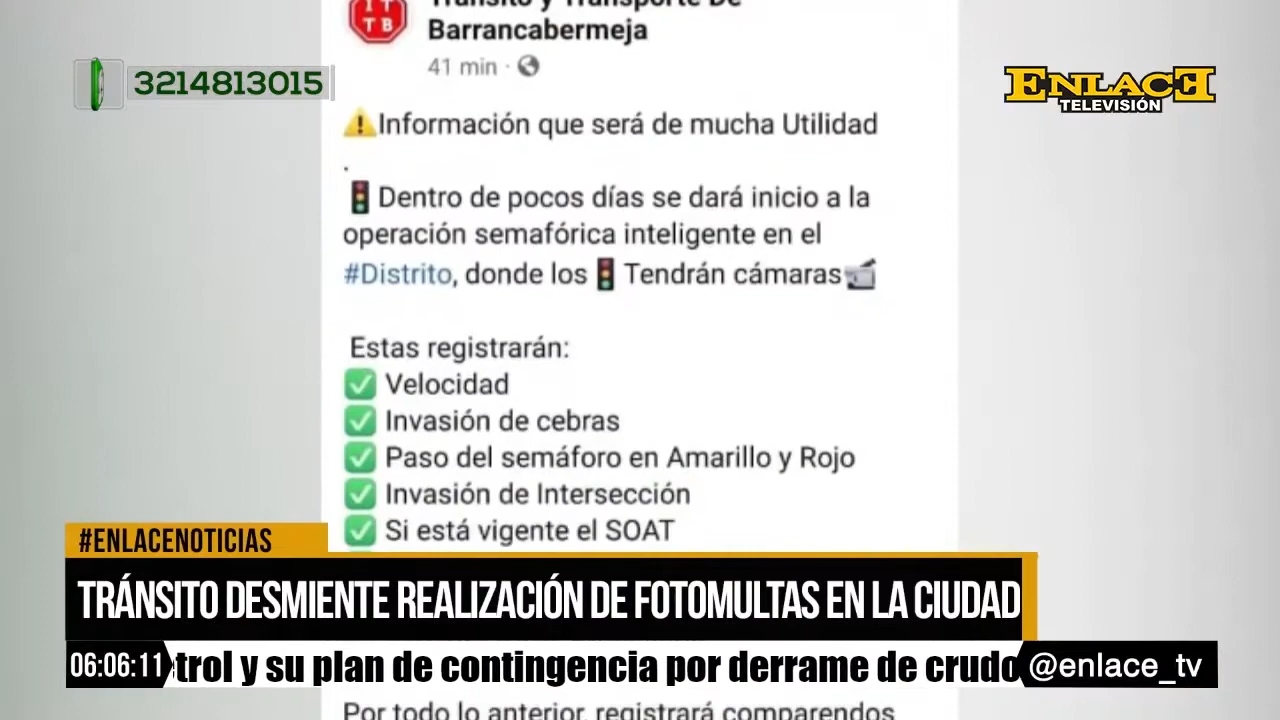 Tránsito y Transporte De
Barrancabermeja
I T
T B
41 min ·
3214813015
ENLACE
TELEVISIÓN
Información que será de mucha Utilidad
.
Dentro de pocos días se dará inicio a la
operación semafórica inteligente en el
#Distrito, donde los Tendrán cámaras
Estas registrarán:
Velocidad
Invasión de cebras
Paso del semáforo en Amarillo y Rojo
Invasión de Intersección
Si está vigente el SOAT
#ENLACENOTICIAS
TRÁNSITO DESMIENTE REALIZACIÓN DE FOTOMULTAS EN LA CIUDAD
06:06:11 trol y su plan de contingencia por derrame de crudo @enlace_tv
Por todo lo anterior, registrará comparendos